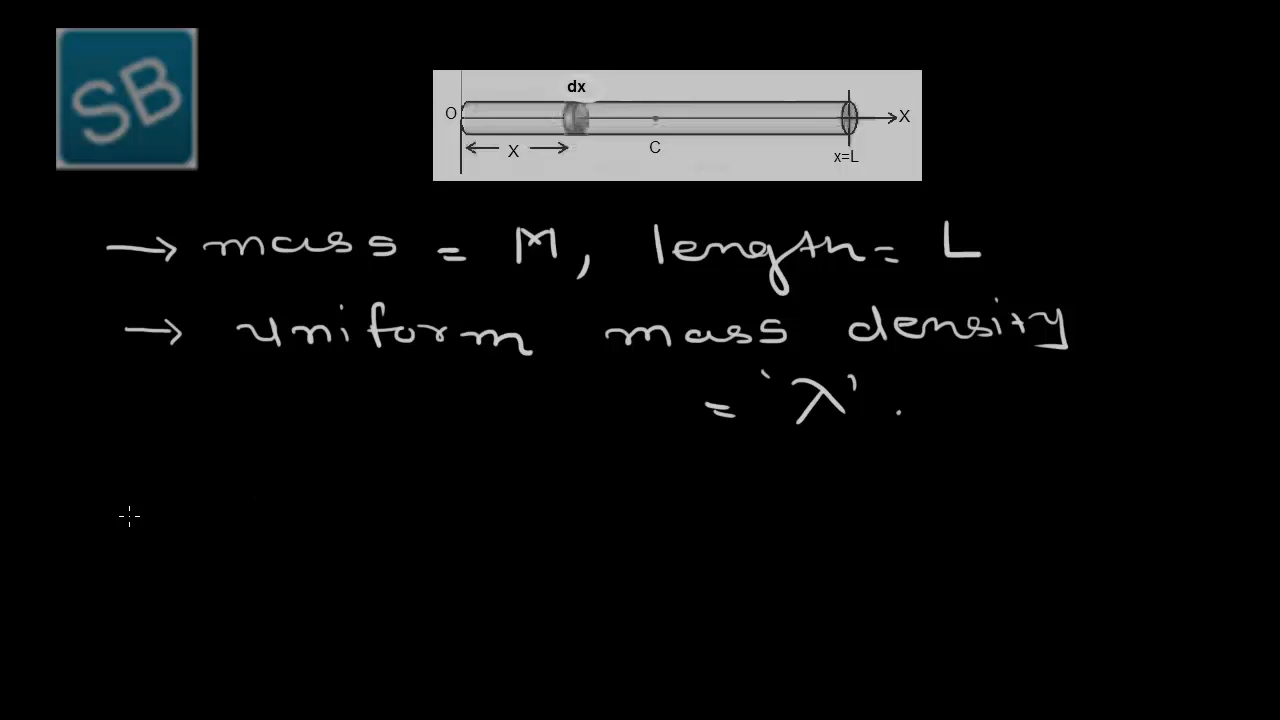 SB
dx
O
X
X
C
x=L
→ mass = M, length = L
→ uniform mass density
= 'λ'.